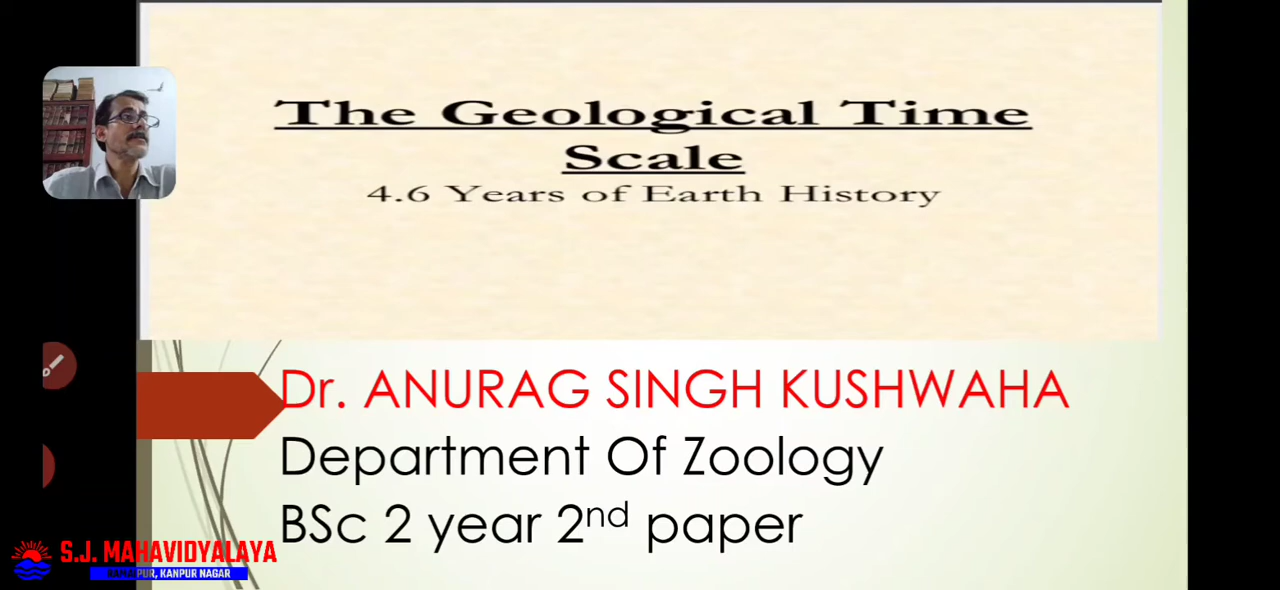 The Geological Time
Scale
4.6 Years of Earth History
Dr. ANURAG SINGH KUSHWAHA
Department Of Zoology
BSc 2 year 2nd paper
S.J. MAHAVIDYALAYA
RAMAIPUR, KANPUR NAGAR